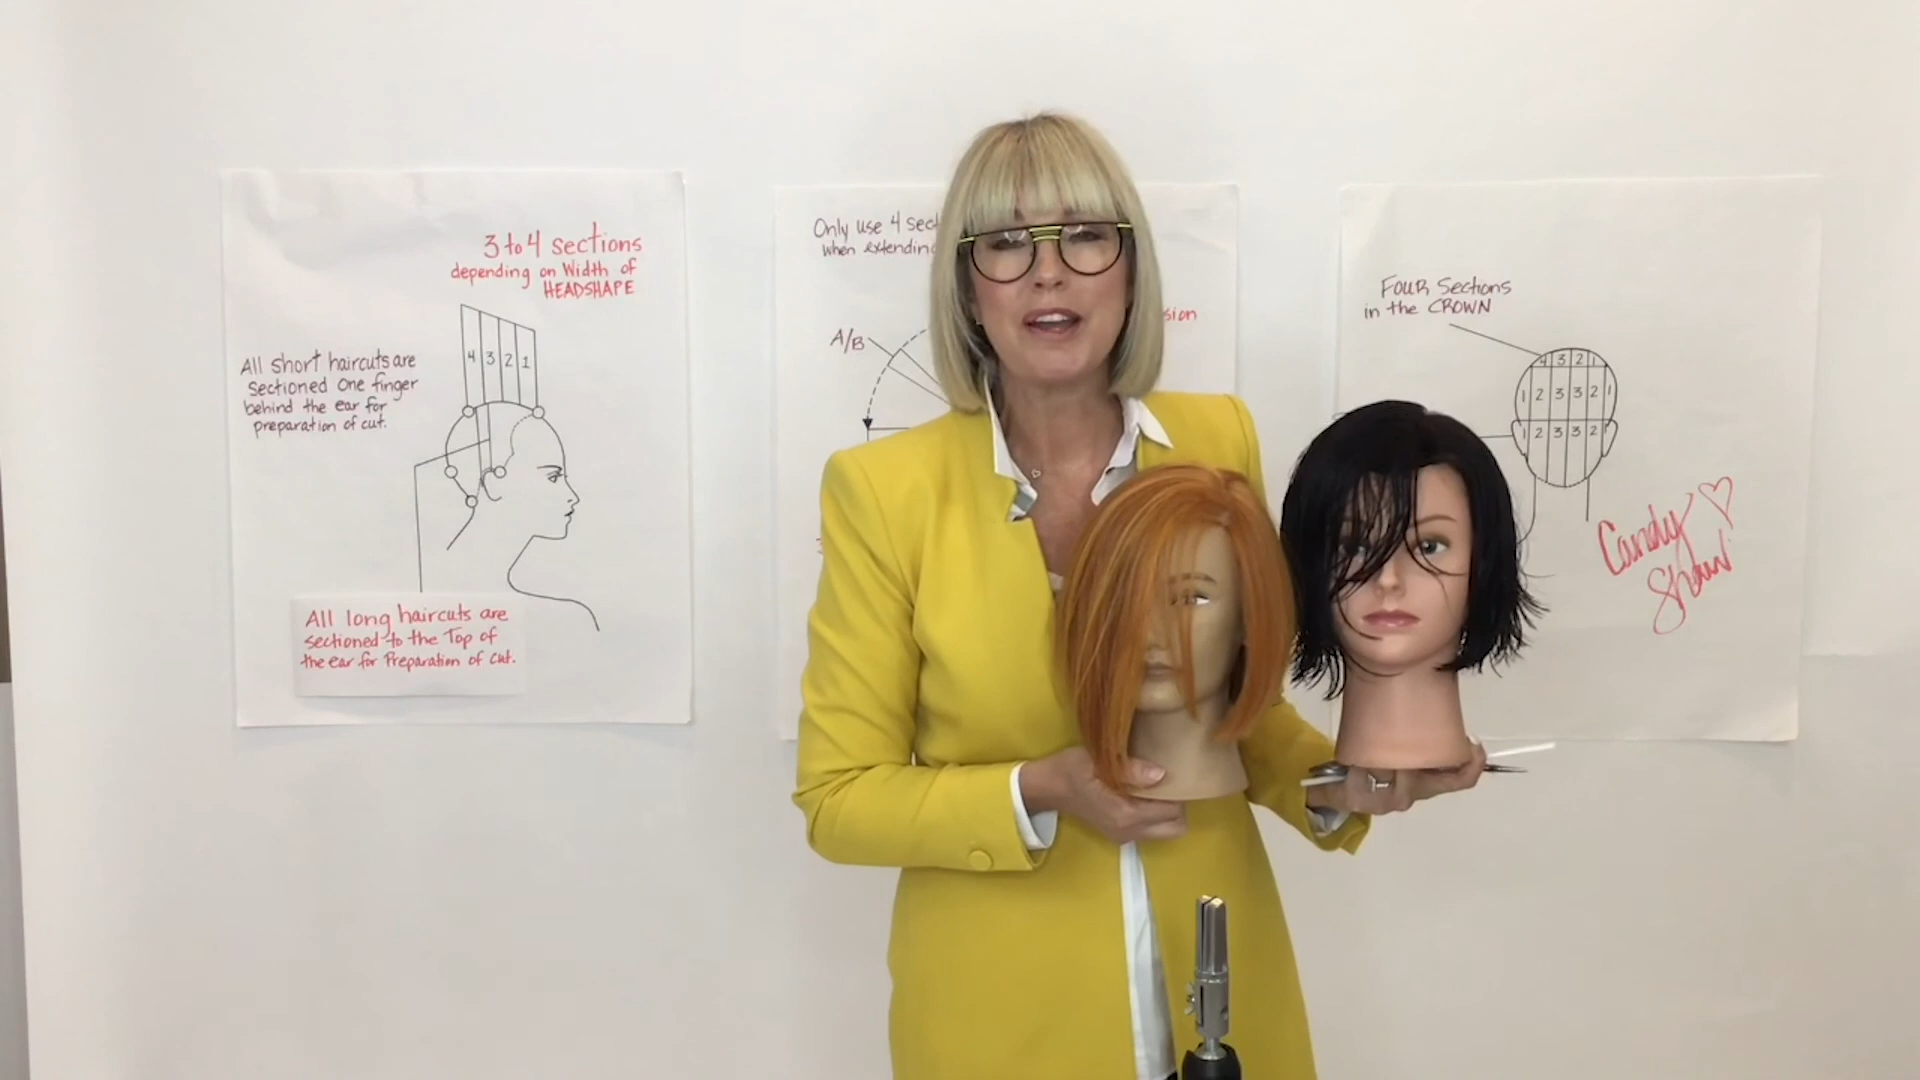 3 to 4 sections
depending on Width of
HEADSHAPE
All short haircuts are
sectioned one finger
behind the ear for
preparation of cut.
4 3 2 1
All long haircuts are
sectioned to the Top of
the ear for Preparation of cut.
Only use 4 sect
when extending
A/B
sion
FOUR Sections
in the CROWN
4 3 2 1
1 2 3 3 2 1
1 2 3 3 2
Candy
Shaw